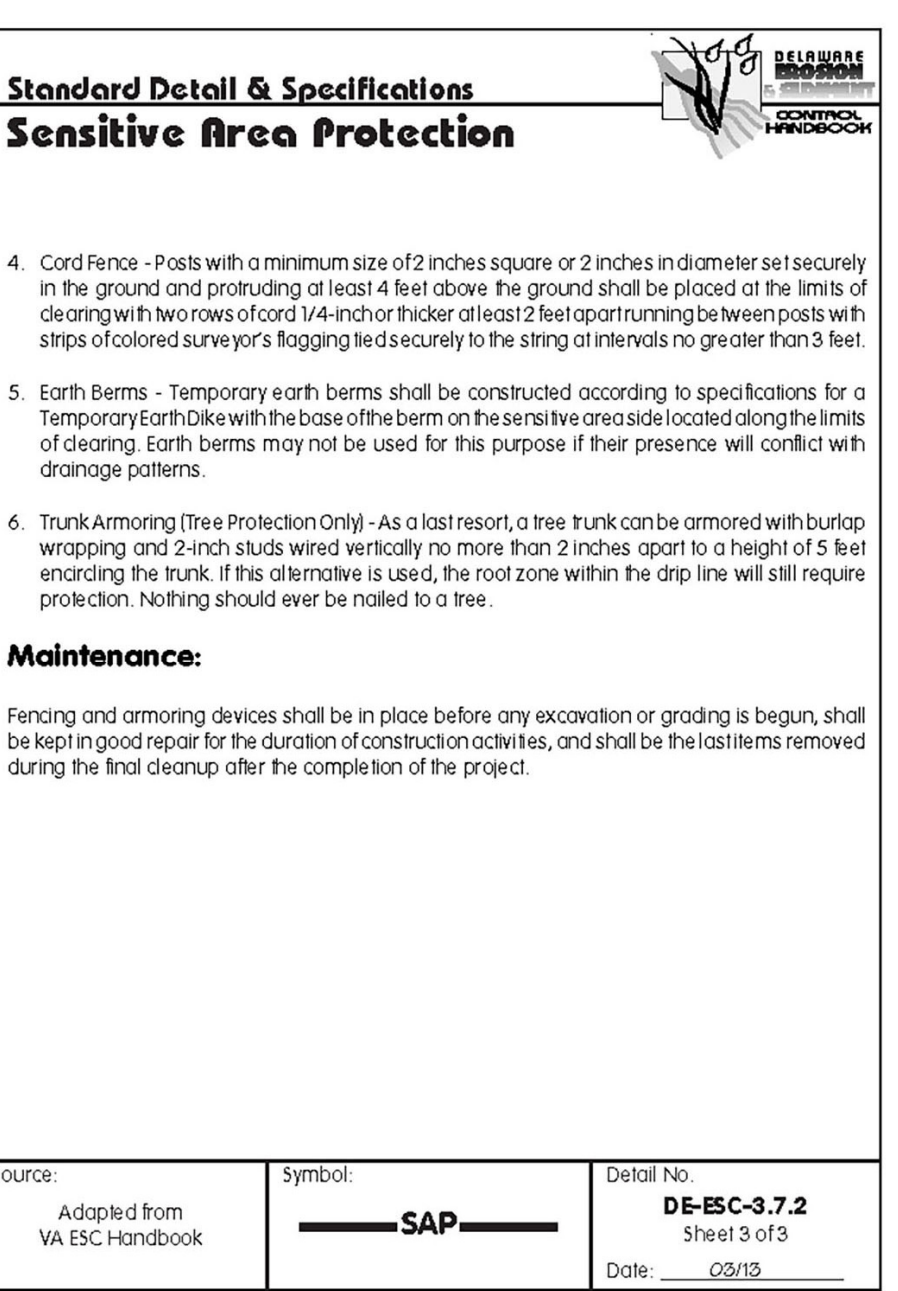 Standard Detail & Specifications
Sensitive Area Protection
DELAWARE
EROSION
& SEDIMENT
CONTROL
HANDBOOK
4. Cord Fence - Posts with a minimum size of 2 inches square or 2 inches in diameter set securely
in the ground and protruding at least 4 feet above the ground shall be placed at the limits of
clearing with two rows of cord 1/4-inch or thicker at least 2 feet apart running between posts with
strips of colored surveyor's flagging tied securely to the string at intervals no greater than 3 feet.
5. Earth Berms - Temporary earth berms shall be constructed according to specifications for a
Temporary Earth Dike with the base of the berm on the sensitive area side located along the limits
of clearing. Earth berms may not be used for this purpose if their presence will conflict with
drainage patterns.
6. Trunk Armoring (Tree Protection Only) - As a last resort, a tree trunk can be armored with burlap
wrapping and 2-inch studs wired vertically no more than 2 inches apart to a height of 5 feet
encircling the trunk. If this alternative is used, the root zone within the drip line will still require
protection. Nothing should ever be nailed to a tree.
Maintenance:
Fencing and armoring devices shall be in place before any excavation or grading is begun, shall
be kept in good repair for the duration of construction activities, and shall be the last items removed
during the final cleanup after the completion of the project.
ource:
Adapted from
VA ESC Handbook
Symbol:
SAP
Detail No.
DE-ESC-3.7.2
Sheet 3 of 3
Date: 03/13